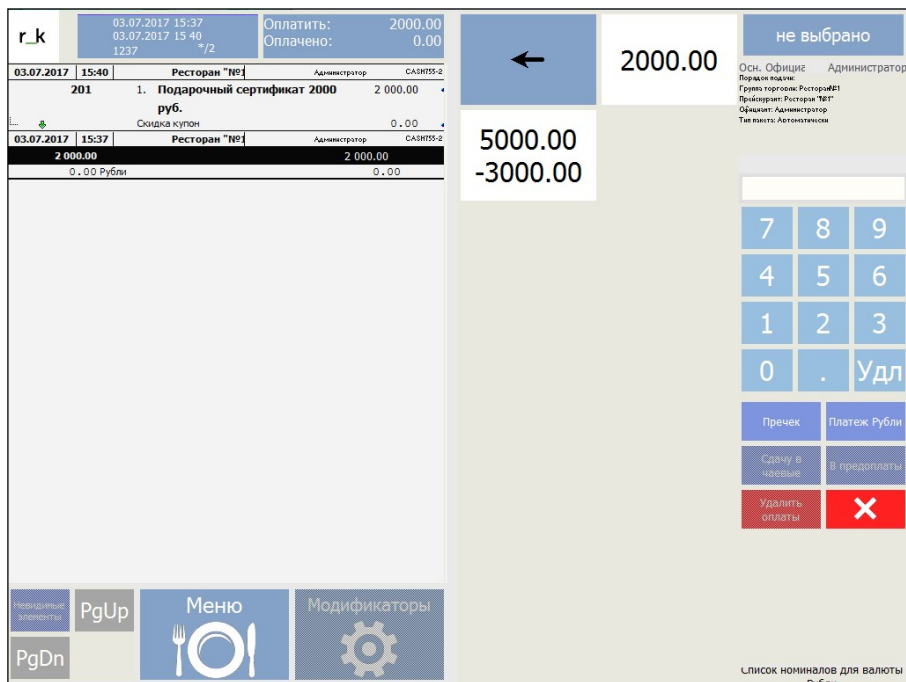 r_k
03.07.2017 15:37
03.07.2017 15 40
1237 */2
Оплатить: 2000.00
Оплачено: 0.00
03.07.2017 15:40 Ресторан "№1 Администратор CASH755-2
201 1. Подарочный сертификат 2000 2 000.00
руб.
Скидка купон 0.00
03.07.2017 15:37 Ресторан "№1 Администратор CASH755-2
2 000.00 2 000.00
0.00 Рубли 0.00
2000.00
5000.00
-3000.00
не выбрано
Осн. Официа Администратор
Порядок подачи:
Группа торговли: Ресторан№1
Прейскурант: Ресторан "№1"
Официант: Администратор
Тип пакета: Автоматически
7 8 9
4 5 6
1 2 3
0 . Удл
Пречек Платеж Рубли
Сдачу в
чаевые
В предоплаты
Удалить
оплаты
Невидимые
элементы
PgUp
Меню
Модификаторы
PgDn
Список номиналов для валюты